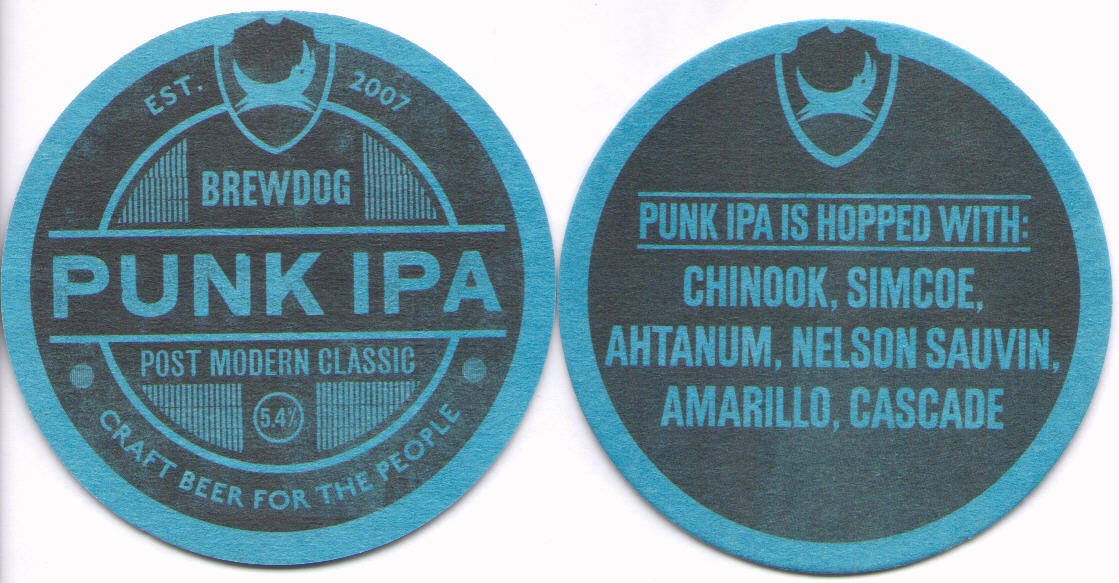 EST. 2007
BREWDOG
PUNK IPA
POST MODERN CLASSIC
5.4%
CRAFT BEER FOR THE PEOPLE
PUNK IPA IS HOPPED WITH:
CHINOOK, SIMCOE,
AHTANUM, NELSON SAUVIN,
AMARILLO, CASCADE